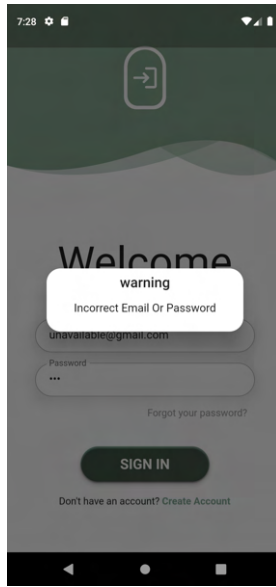 7:28
Welcome
warning
Incorrect Email Or Password
unavailable@gmail.com
Password
Forgot your password?
SIGN IN
Don't have an account? Create Account